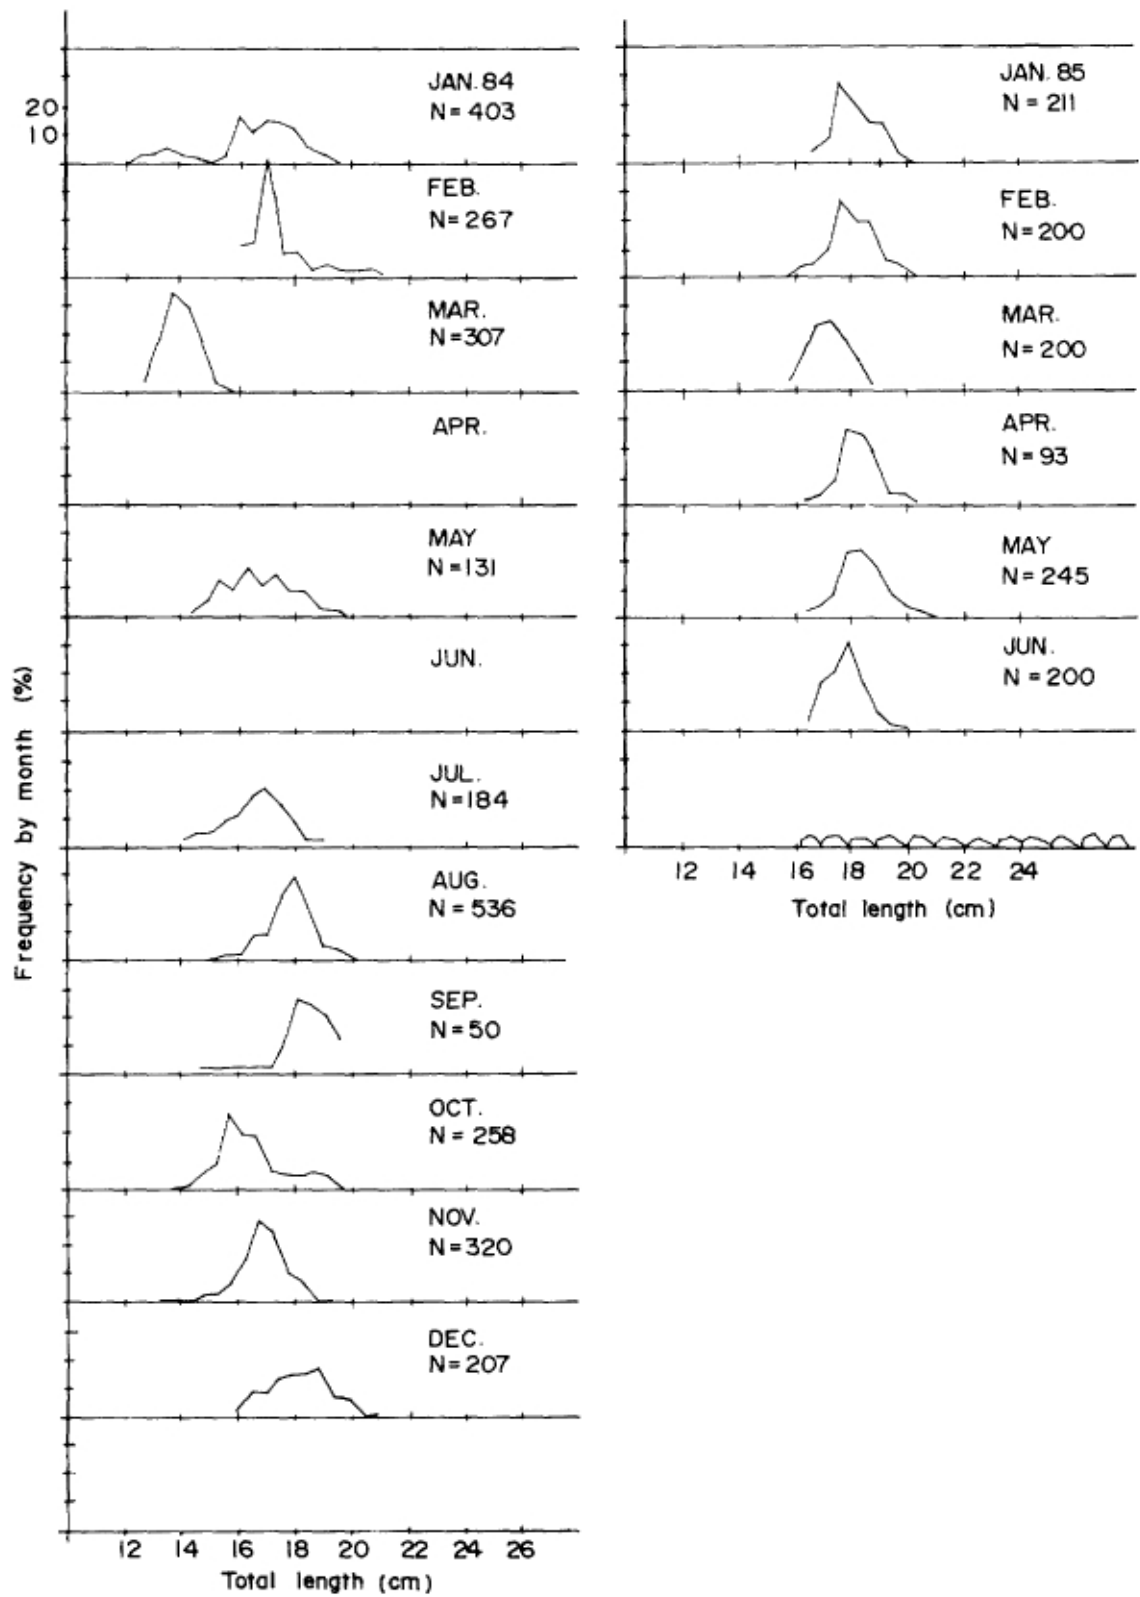 JAN. 84
N = 403
20
10
FEB.
N = 267
MAR.
N = 307
APR.
MAY
N = 131
JUN.
JUL.
N = 184
AUG.
N = 536
SEP.
N = 50
OCT.
N = 258
NOV.
N = 320
DEC.
N = 207
12 14 16 18 20 22 24 26
Total length (cm)
Frequency by month (%)
JAN. 85
N = 211
FEB.
N = 200
MAR.
N = 200
APR.
N = 93
MAY
N = 245
JUN.
N = 200
12 14 16 18 20 22 24
Total length (cm)